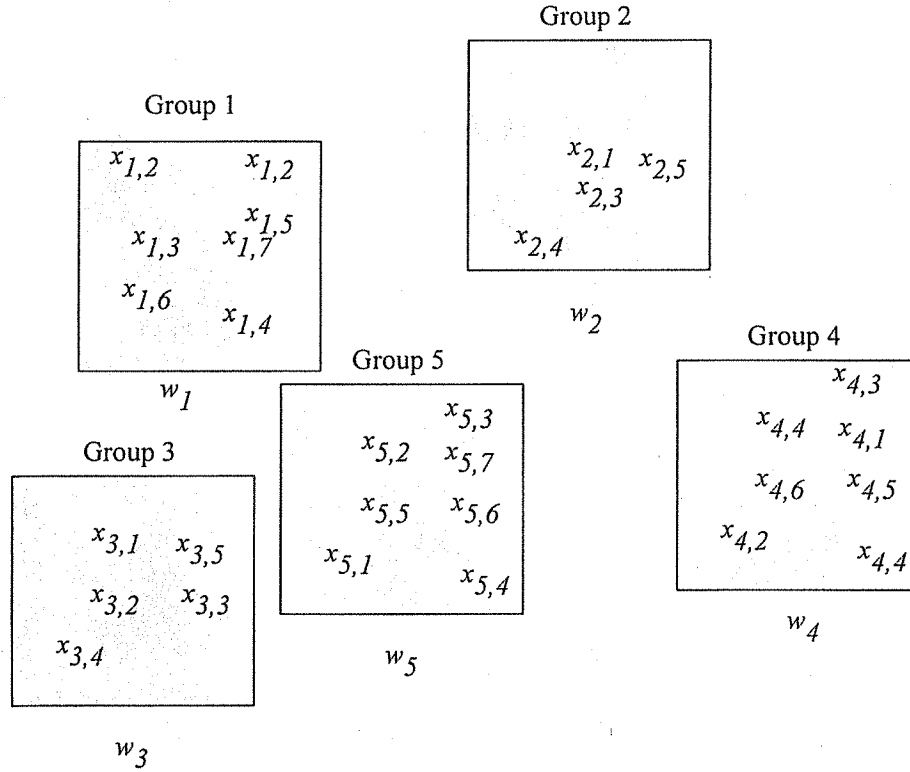 Group 1
x1,2 x1,2
x1,5
x1,3 x1,7
x1,6
x1,4
w1
Group 2
x2,1 x2,5
x2,3
x2,4
w2
Group 3
x3,1 x3,5
x3,2 x3,3
x3,4
w3
Group 5
x5,3
x5,2 x5,7
x5,5 x5,6
x5,1
x5,4
w5
Group 4
x4,3
x4,4 x4,1
x4,6 x4,5
x4,2
x4,4
w4